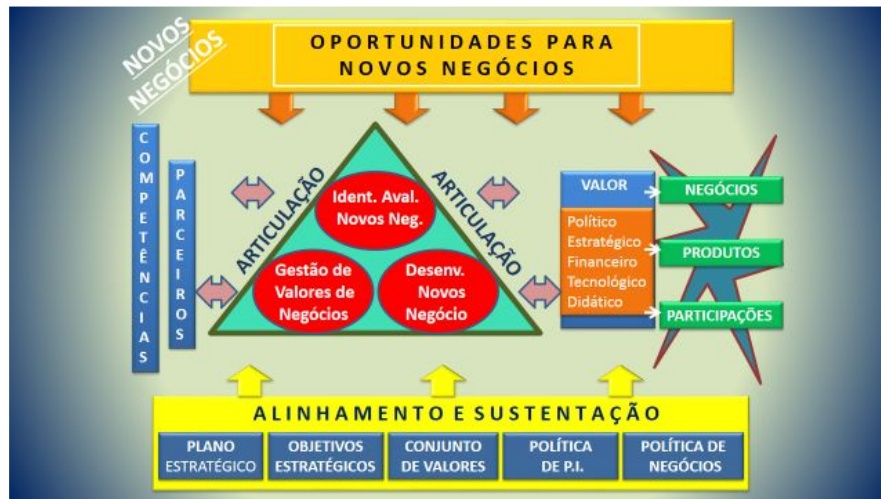 NOVOS
NEGÓCIOS
OPORTUNIDADES PARA
NOVOS NEGÓCIOS
COMPETÊNCIAS
PARCEIROS
ARTICULAÇÃO
ARTICULAÇÃO
Ident. Aval.
Novos Neg.
Gestão de
Valores de
Negócios
Desenv.
Novos
Negócio
VALOR
Político
Estratégico
Financeiro
Tecnológico
Didático
NEGÓCIOS
PRODUTOS
PARTICIPAÇÕES
ALINHAMENTO E SUSTENTAÇÃO
PLANO
ESTRATÉGICO
OBJETIVOS
ESTRATÉGICOS
CONJUNTO
DE VALORES
POLÍTICA
DE P.I.
POLÍTICA DE
NEGÓCIOS